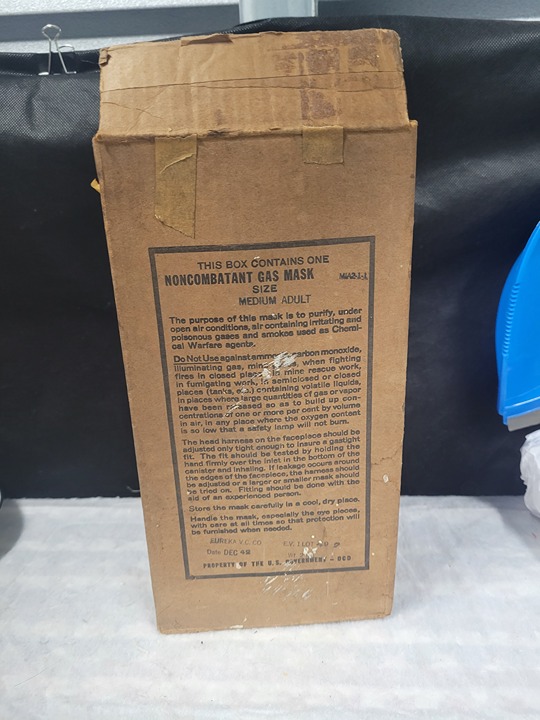 THIS BOX CONTAINS ONE
NONCOMBATANT GAS MASK
SIZE
MEDIUM ADULT
The purpose of this mask is to purify, under
open air conditions, air containing irritating and
poisonous gases and smokes used as Chemi-
cal Warfare agents.
Do Not Use against carbon monoxide,
illuminating gas, when fighting
fires in closed places, in mine rescue work,
in fumigating work, in semiclosed or closed
places (tanks, etc.) containing volatile liquids,
in places where large quantities of gas or vapor
have been released so as to build up con-
centrations of one or more per cent by volume
in air, in any place where the oxygen content
is so low that a safety lamp will not burn.
The head harness on the faceplece should be
adjusted only tight enough to insure a gastight
fit. The fit should be tested by holding the
hand firmly over the inlet in the bottom of the
canister and inhaling. If leakage occurs around
the edges of the facepiece, the harness should
be adjusted or a larger or smaller mask should
be tried on. Fitting should be done with the
aid of an experienced person.
Store the mask carefully in a cool, dry place.
Handle the mask, especially the eye pieces,
with care at all times so that protection will
be furnished when needed.
EUREKA V.C. CO
Date DEC 42
PROPERTY OF THE U.S. GOVERNMENT - OCD